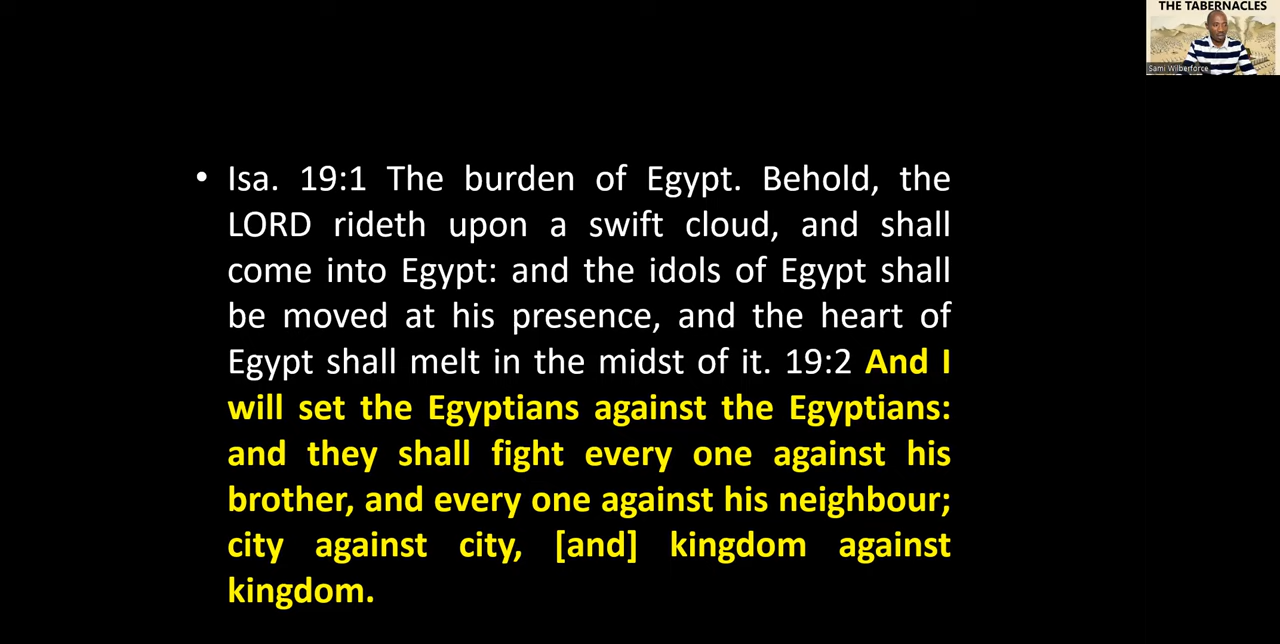 THE TABERNACLES
Sami Wilberforce
• Isa. 19:1 The burden of Egypt. Behold, the
LORD rideth upon a swift cloud, and shall
come into Egypt: and the idols of Egypt shall
be moved at his presence, and the heart of
Egypt shall melt in the midst of it. 19:2 And I
will set the Egyptians against the Egyptians:
and they shall fight every one against his
brother, and every one against his neighbour;
city against city, [and] kingdom against
kingdom.